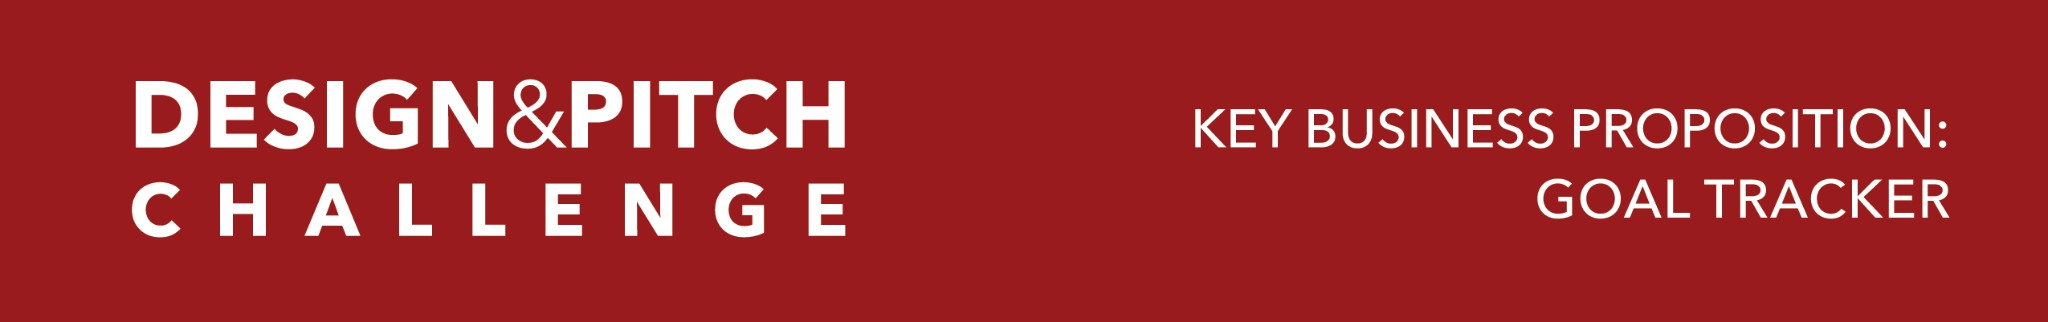 DESIGN&PITCH
CHALLENGE
KEY BUSINESS PROPOSITION:
GOAL TRACKER